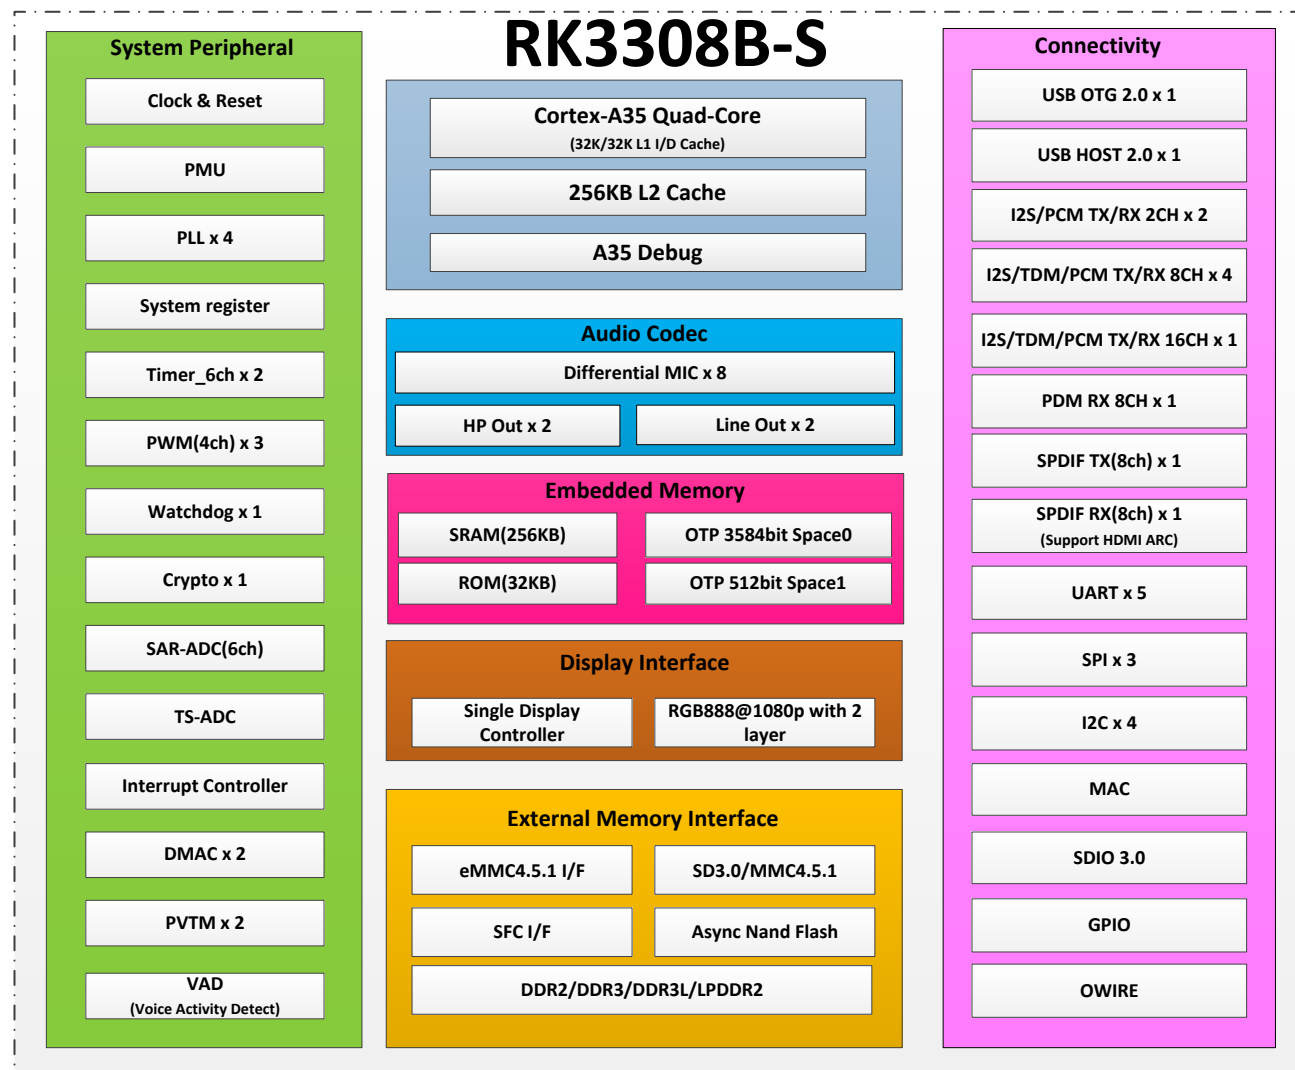 RK3308B-S
System Peripheral
Clock & Reset
PMU
PLL x 4
System register
Timer_6ch x 2
PWM(4ch) x 3
Watchdog x 1
Crypto x 1
SAR-ADC(6ch)
TS-ADC
Interrupt Controller
DMAC x 2
PVTM x 2
VAD
(Voice Activity Detect)
Cortex-A35 Quad-Core
(32K/32K L1 I/D Cache)
256KB L2 Cache
A35 Debug
Audio Codec
Differential MIC x 8
HP Out x 2
Line Out x 2
Embedded Memory
SRAM(256KB)
OTP 3584bit Space0
ROM(32KB)
OTP 512bit Space1
Display Interface
Single Display
Controller
RGB888@1080p with 2
layer
External Memory Interface
eMMC4.5.1 I/F
SD3.0/MMC4.5.1
SFC I/F
Async Nand Flash
DDR2/DDR3/DDR3L/LPDDR2
Connectivity
USB OTG 2.0 x 1
USB HOST 2.0 x 1
I2S/PCM TX/RX 2CH x 2
I2S/TDM/PCM TX/RX 8CH x 4
I2S/TDM/PCM TX/RX 16CH x 1
PDM RX 8CH x 1
SPDIF TX(8ch) x 1
SPDIF RX(8ch) x 1
(Support HDMI ARC)
UART x 5
SPI x 3
I2C x 4
MAC
SDIO 3.0
GPIO
OWIRE